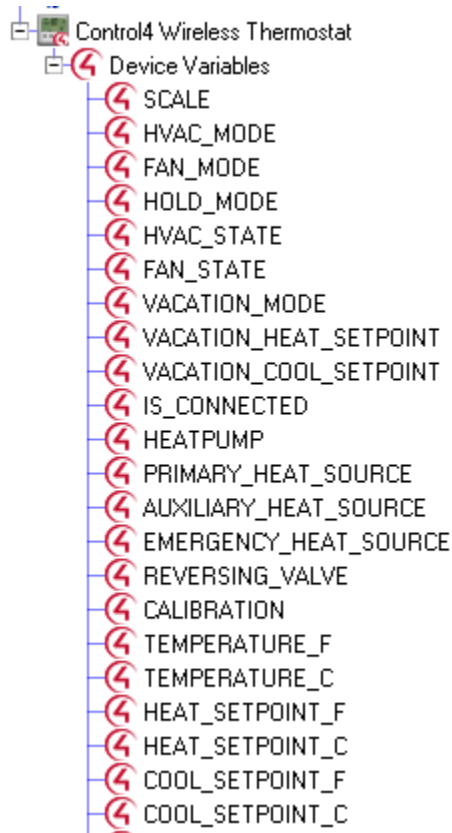 Control4 Wireless Thermostat
Device Variables
SCALE
HVAC_MODE
FAN_MODE
HOLD_MODE
HVAC_STATE
FAN_STATE
VACATION_MODE
VACATION_HEAT_SETPOINT
VACATION_COOL_SETPOINT
IS_CONNECTED
HEATPUMP
PRIMARY_HEAT_SOURCE
AUXILIARY_HEAT_SOURCE
EMERGENCY_HEAT_SOURCE
REVERSING_VALVE
CALIBRATION
TEMPERATURE_F
TEMPERATURE_C
HEAT_SETPOINT_F
HEAT_SETPOINT_C
COOL_SETPOINT_F
COOL_SETPOINT_C